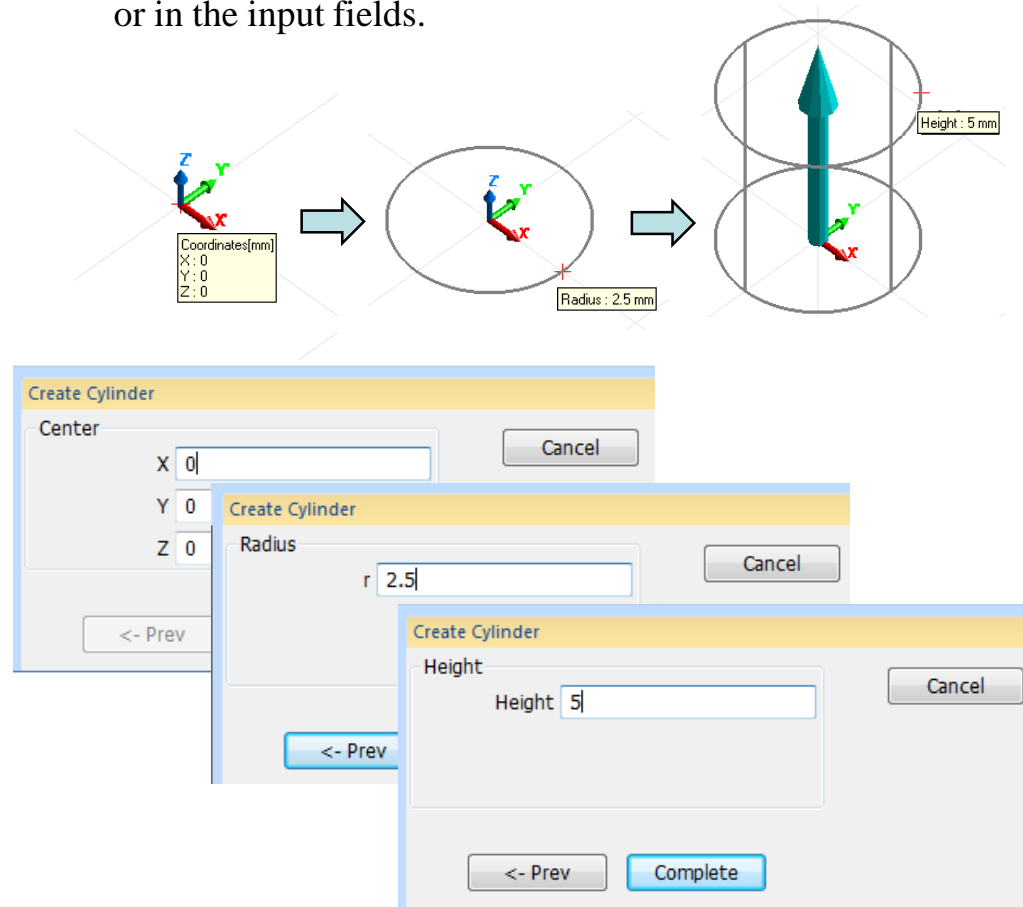 or in the input fields.
Z
Y
X
Coordinates[mm]
X : 0
Y : 0
Z : 0
Z
Y
X
Radius : 2.5 mm
Height : 5 mm
Y
X
Create Cylinder
Center
X 0
Y 0
Z 0
Cancel
<- Prev
Create Cylinder
Radius
r 2.5
Cancel
<- Prev
Create Cylinder
Height
Height 5
Cancel
<- Prev Complete